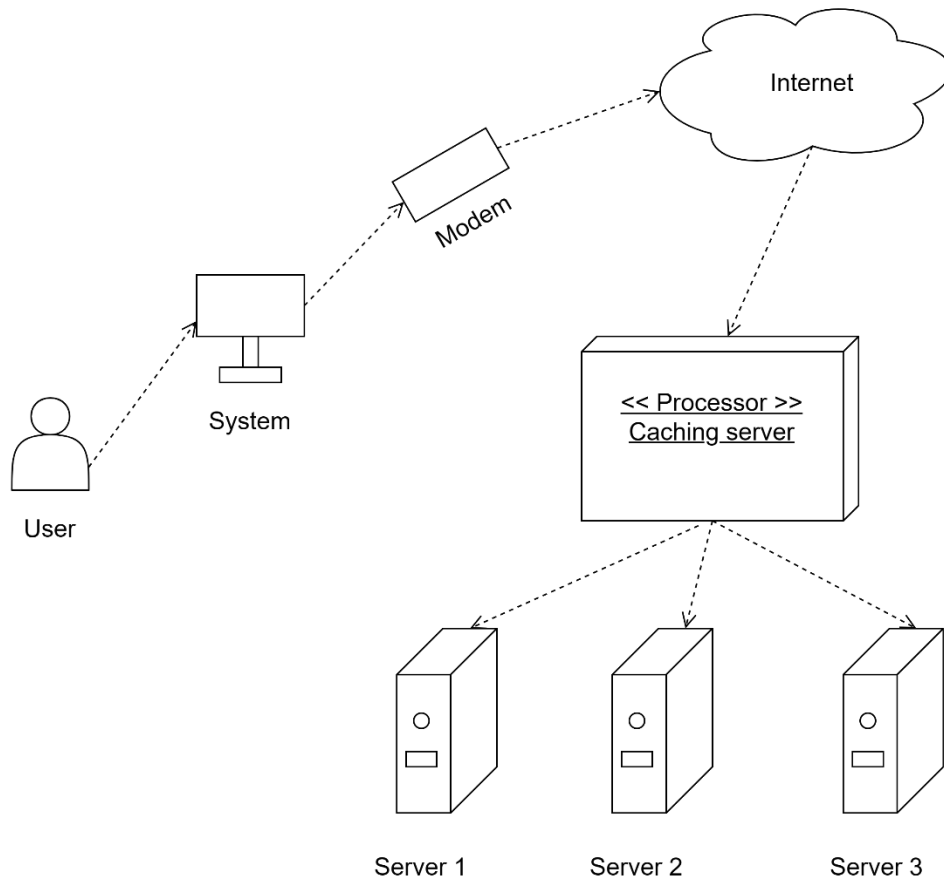 Internet
Modem
System
<< Processor >>
Caching server
User
Server 1
Server 2
Server 3